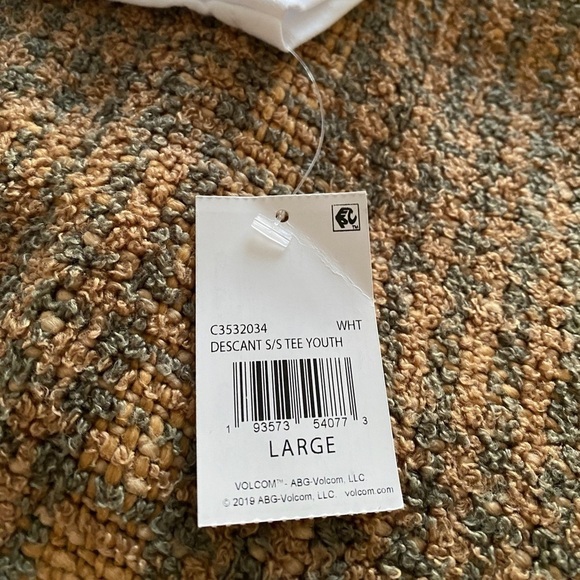 C3532034 WHT
DESCANT S/S TEE YOUTH
1 93573 54077 3
LARGE
VOLCOM™- ABG-Volcom, LLC
© 2019 ABG-Volcom, LLC. volcom.com